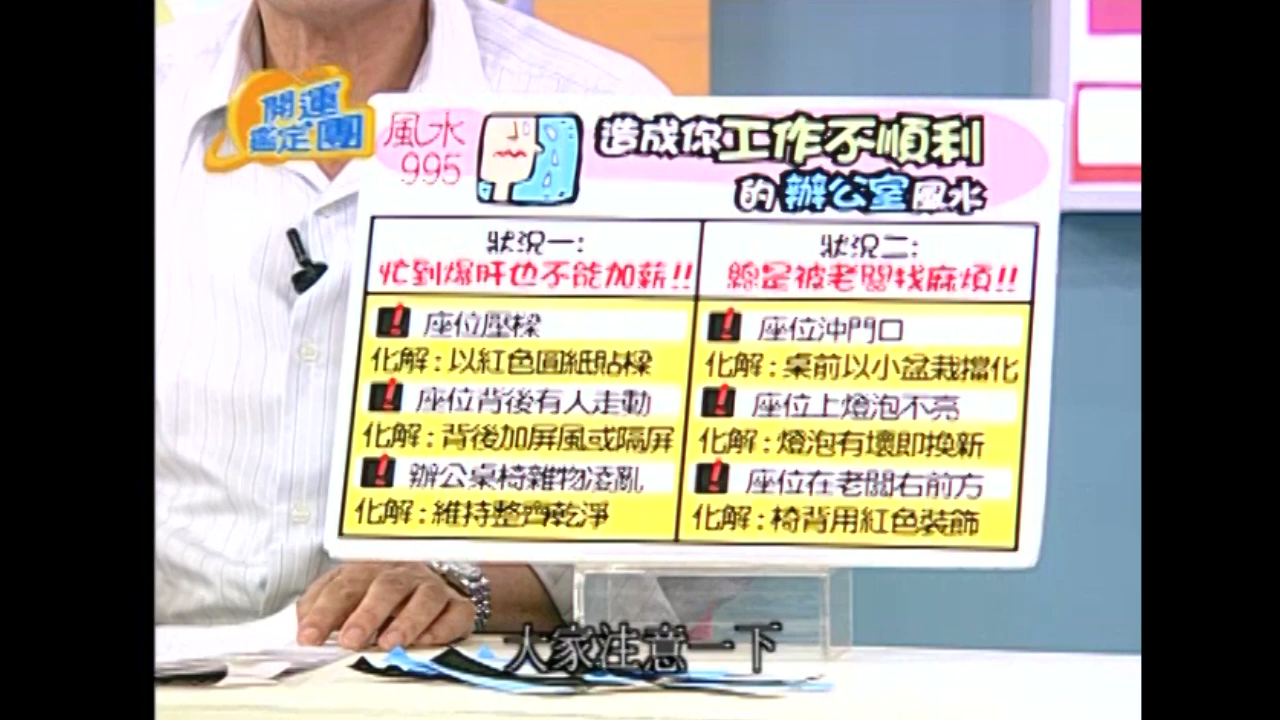 開運
鑑定團
風水
995
造成你工作不順利
的辦公室風水
狀況一:
忙到爆肝也不能加薪!!
狀況二:
總是被老闆找麻煩!!
座位壓樑
化解:以紅色圓紙貼樑
座位背後有人走動
化解:背後加屏風或隔屏
辦公桌椅雜物凌亂
化解:維持整齊乾淨
座位沖門口
化解:桌前以小盆栽擋化
座位上燈泡不亮
化解:燈泡有壞即換新
座位在老闆右前方
化解:椅背用紅色裝飾
大家注意一下